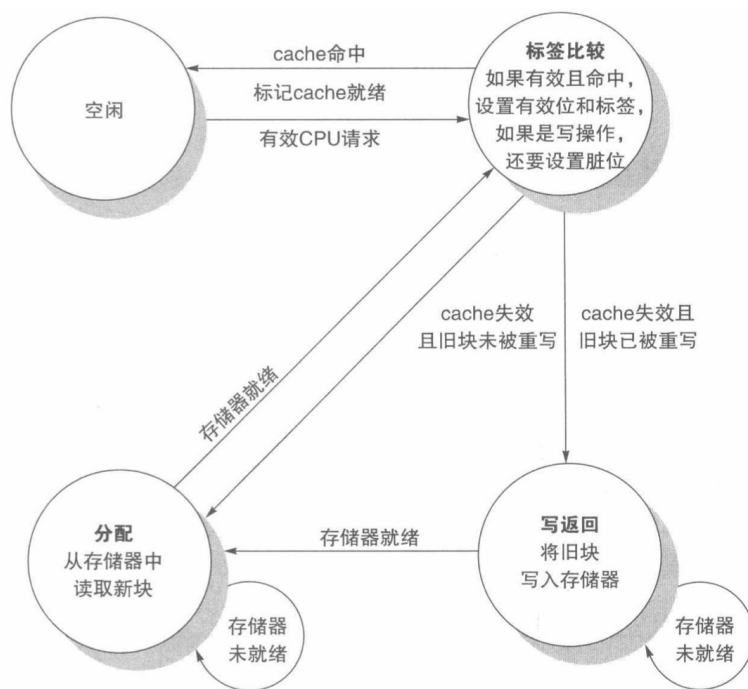 cache命中
标记cache就绪
有效CPU请求
空闲
标签比较
如果有效且命中，
设置有效位和标签，
如果是写操作，
还要设置脏位
cache失效
且旧块未被重写
cache失效且
旧块已被重写
存储器就绪
分配
从存储器中
读取新块
存储器就绪
写返回
将旧块
写入存储器
存储器
未就绪
存储器
未就绪